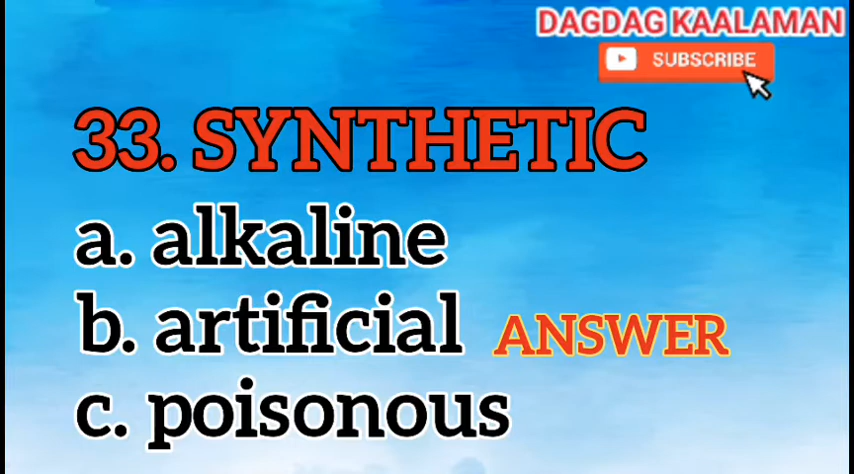 DAGDAG KAALAMAN
SUBSCRIBE
33. SYNTHETIC
a. alkaline
b. artificial ANSWER
c. poisonous